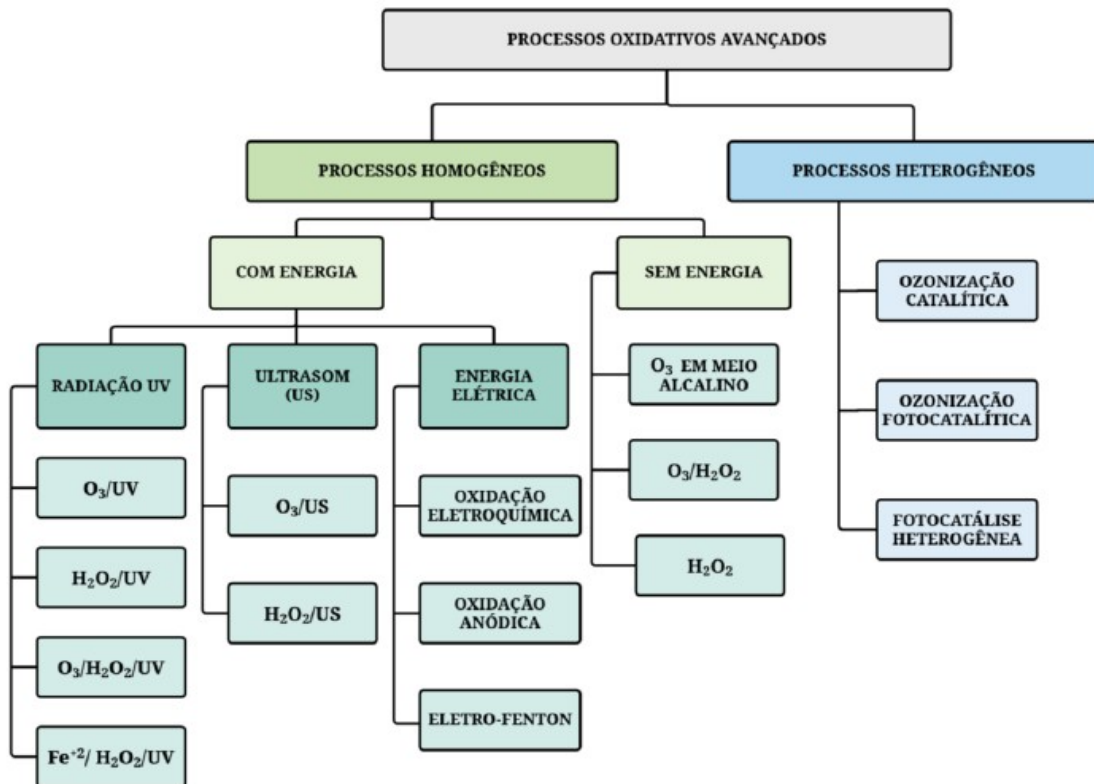 PROCESSOS OXIDATIVOS AVANÇADOS
PROCESSOS HOMOGÊNEOS
PROCESSOS HETEROGÊNEOS
COM ENERGIA
SEM ENERGIA
RADIAÇÃO UV
O₃/UV
H₂O₂/UV
O₃/H₂O₂/UV
Fe⁺²/ H₂O₂/UV
ULTRASOM
(US)
O₃/US
H₂O₂/US
ENERGIA
ELÉTRICA
OXIDAÇÃO
ELETROQUÍMICA
OXIDAÇÃO
ANÓDICA
ELETRO-FENTON
O₃ EM MEIO
ALCALINO
O₃/H₂O₂
H₂O₂
OZONIZAÇÃO
CATALÍTICA
OZONIZAÇÃO
FOTOCATALÍTICA
FOTOCATÁLISE
HETEROGÊNEA